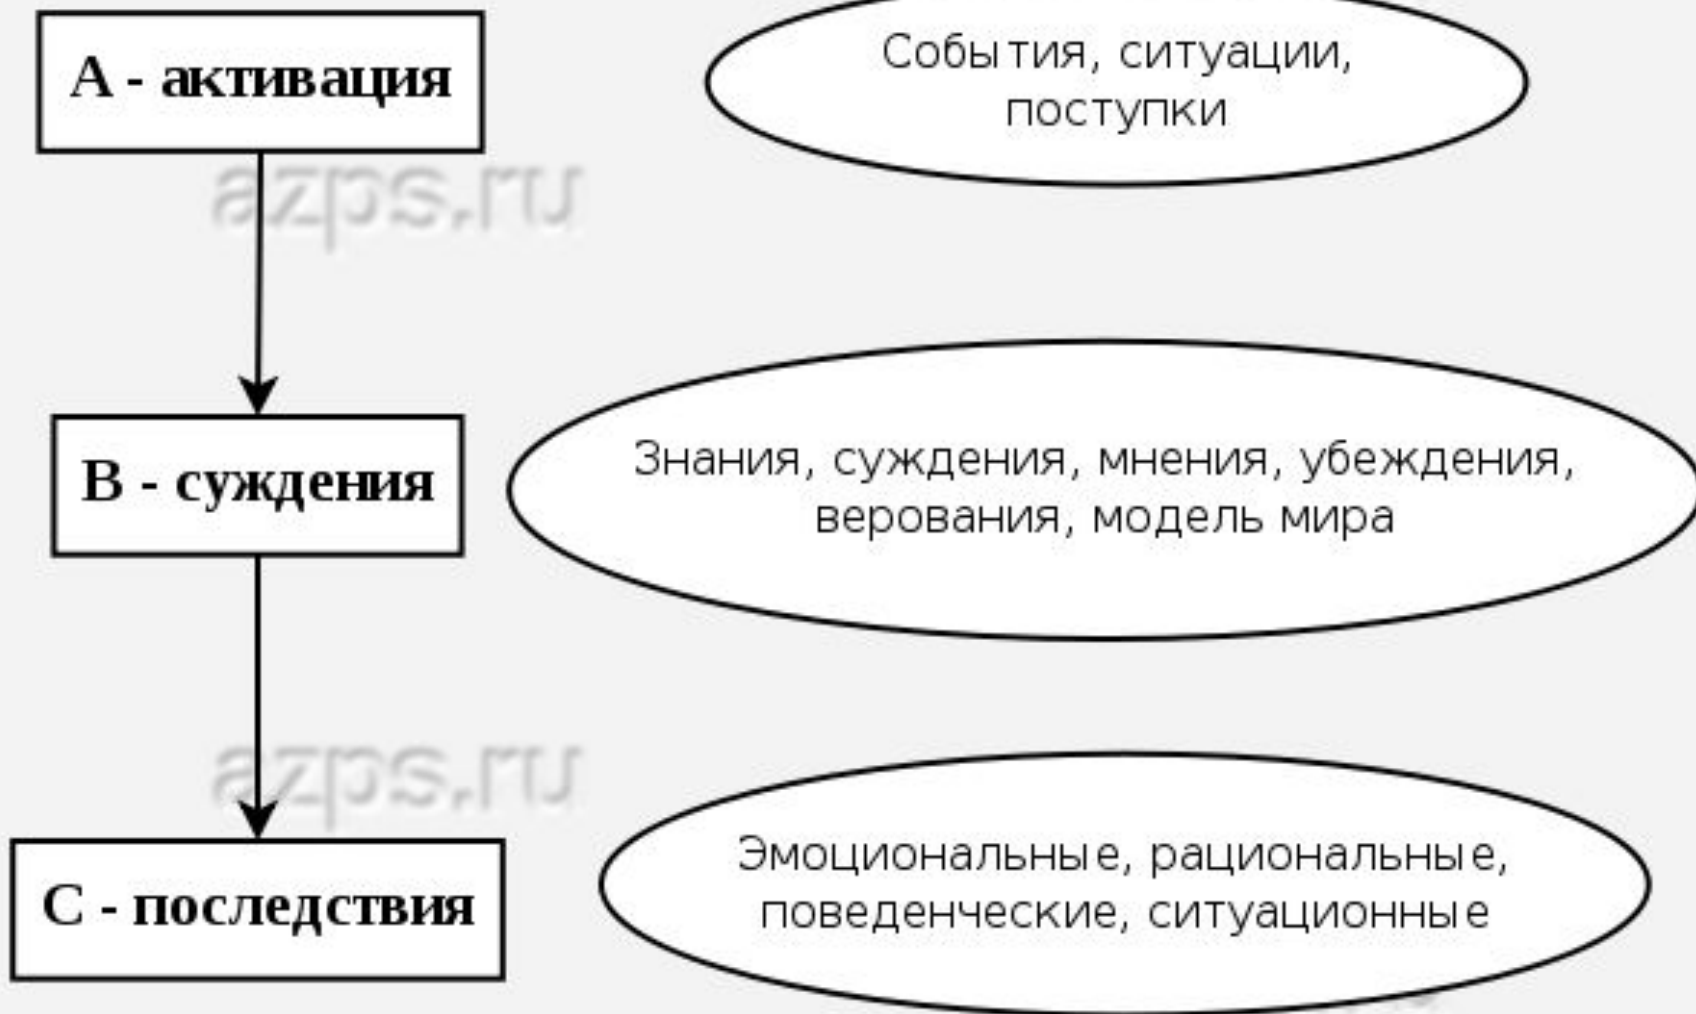 A - активация
События, ситуации,
поступки
azps.ru
B - суждения
Знания, суждения, мнения, убеждения,
верования, модель мира
azps.ru
C - последствия
Эмоциональные, рациональные,
поведенческие, ситуационные